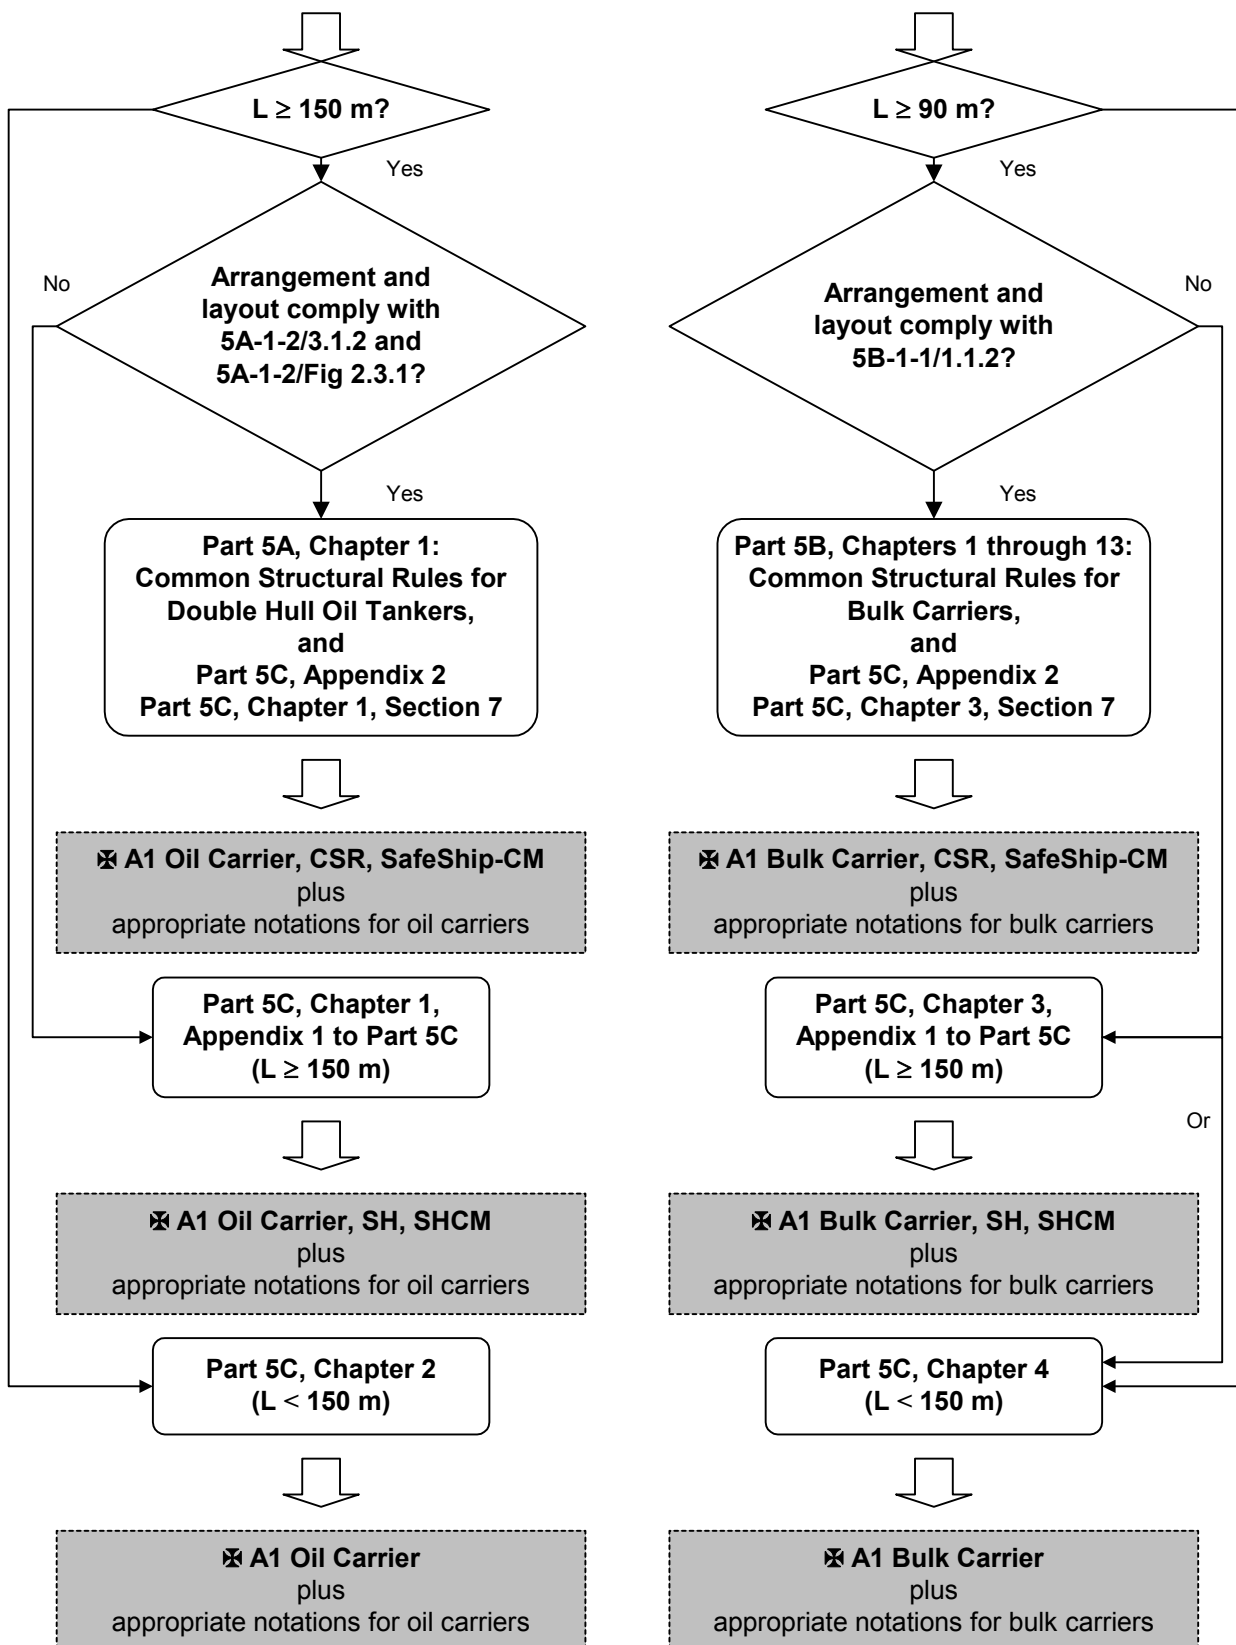 L ≥ 150 m?
Yes
No
Arrangement and
layout comply with
5A-1-2/3.1.2 and
5A-1-2/Fig 2.3.1?
Yes
Part 5A, Chapter 1:
Common Structural Rules for
Double Hull Oil Tankers,
and
Part 5C, Appendix 2
Part 5C, Chapter 1, Section 7
✠ A1 Oil Carrier, CSR, SafeShip-CM
plus
appropriate notations for oil carriers
Part 5C, Chapter 1,
Appendix 1 to Part 5C
(L ≥ 150 m)
✠ A1 Oil Carrier, SH, SHCM
plus
appropriate notations for oil carriers
Part 5C, Chapter 2
(L < 150 m)
✠ A1 Oil Carrier
plus
appropriate notations for oil carriers
L ≥ 90 m?
Yes
No
Arrangement and
layout comply with
5B-1-1/1.1.2?
Yes
Part 5B, Chapters 1 through 13:
Common Structural Rules for
Bulk Carriers,
and
Part 5C, Appendix 2
Part 5C, Chapter 3, Section 7
✠ A1 Bulk Carrier, CSR, SafeShip-CM
plus
appropriate notations for bulk carriers
Part 5C, Chapter 3,
Appendix 1 to Part 5C
(L ≥ 150 m)
Or
✠ A1 Bulk Carrier, SH, SHCM
plus
appropriate notations for bulk carriers
Part 5C, Chapter 4
(L < 150 m)
✠ A1 Bulk Carrier
plus
appropriate notations for bulk carriers